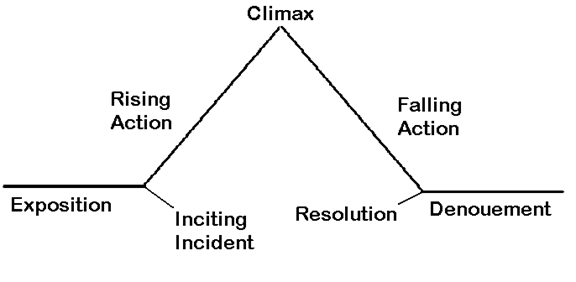 Climax
Rising
Action
Falling
Action
Exposition
Inciting
Incident
Resolution
Denouement